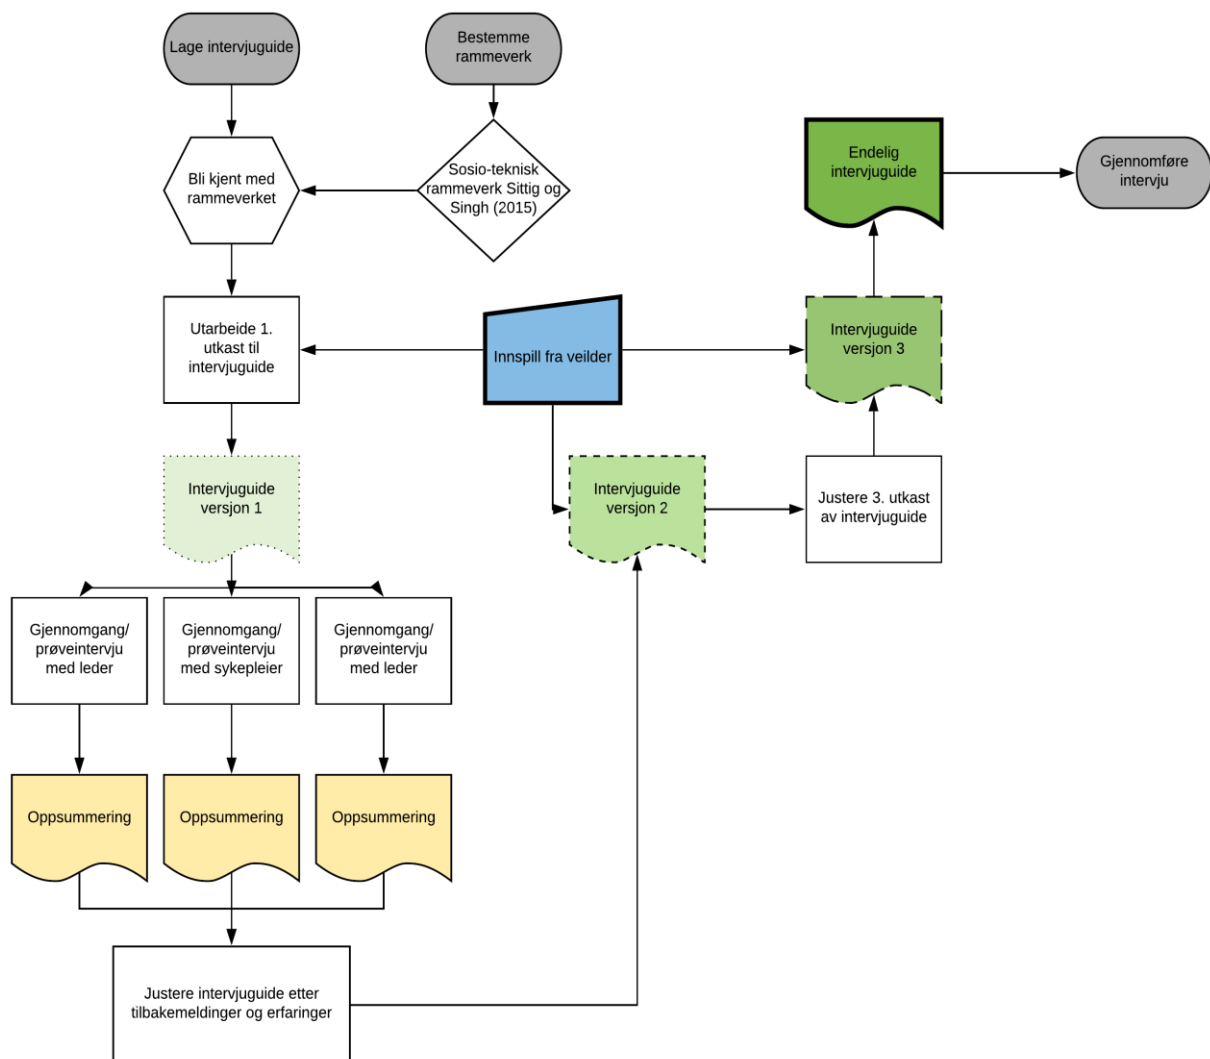 Lage intervjuguide
Bestemme
rammeverk
Bli kjent med
rammeverket
Sosio-teknisk
rammeverk Sittig og
Singh (2015)
Endelig
intervjuguide
Gjennomføre
intervju
Utarbeide 1.
utkast til
intervjuguide
Innspill fra veilder
Intervjuguide
versjon 3
Intervjuguide
versjon 1
Intervjuguide
versjon 2
Justere 3. utkast
av intervjuguide
Gjennomgang/
prøveintervju
med leder
Gjennomgang/
prøveintervju
med sykepleier
Gjennomgang/
prøveintervju
med leder
Oppsummering
Oppsummering
Oppsummering
Justere intervjuguide etter
tilbakemeldinger og erfaringer